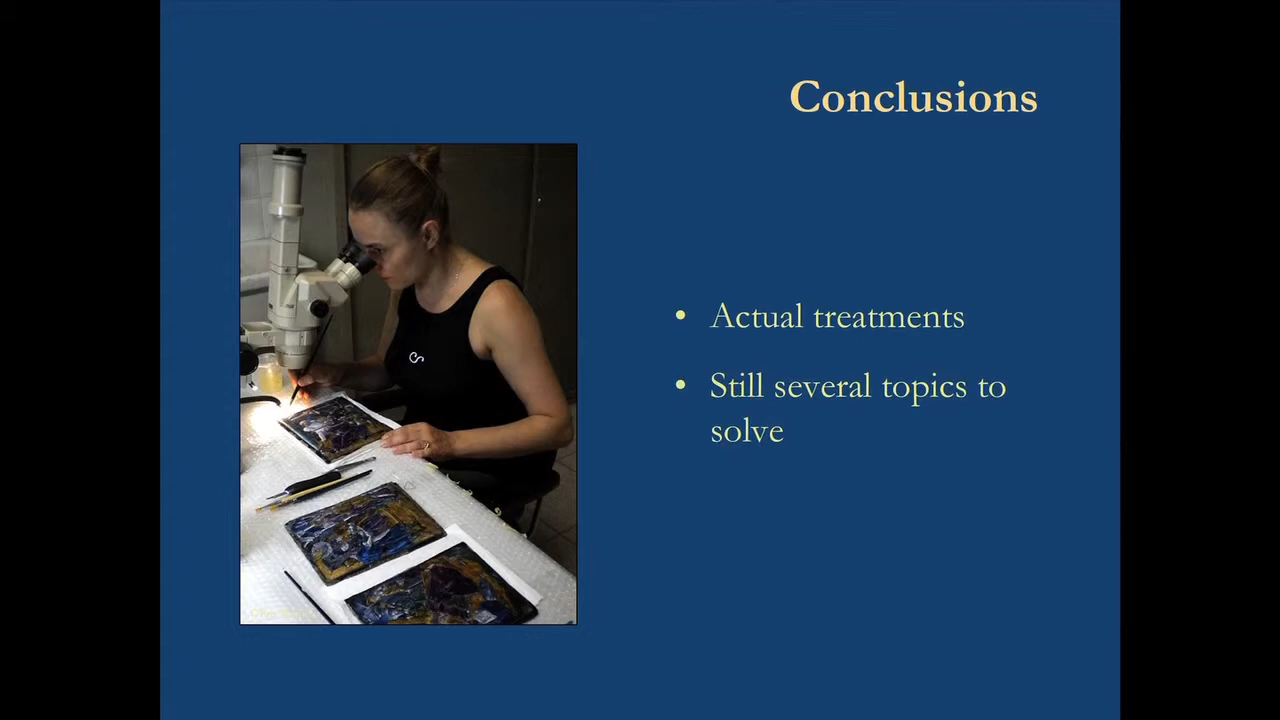 Conclusions
• Actual treatments
• Still several topics to
solve